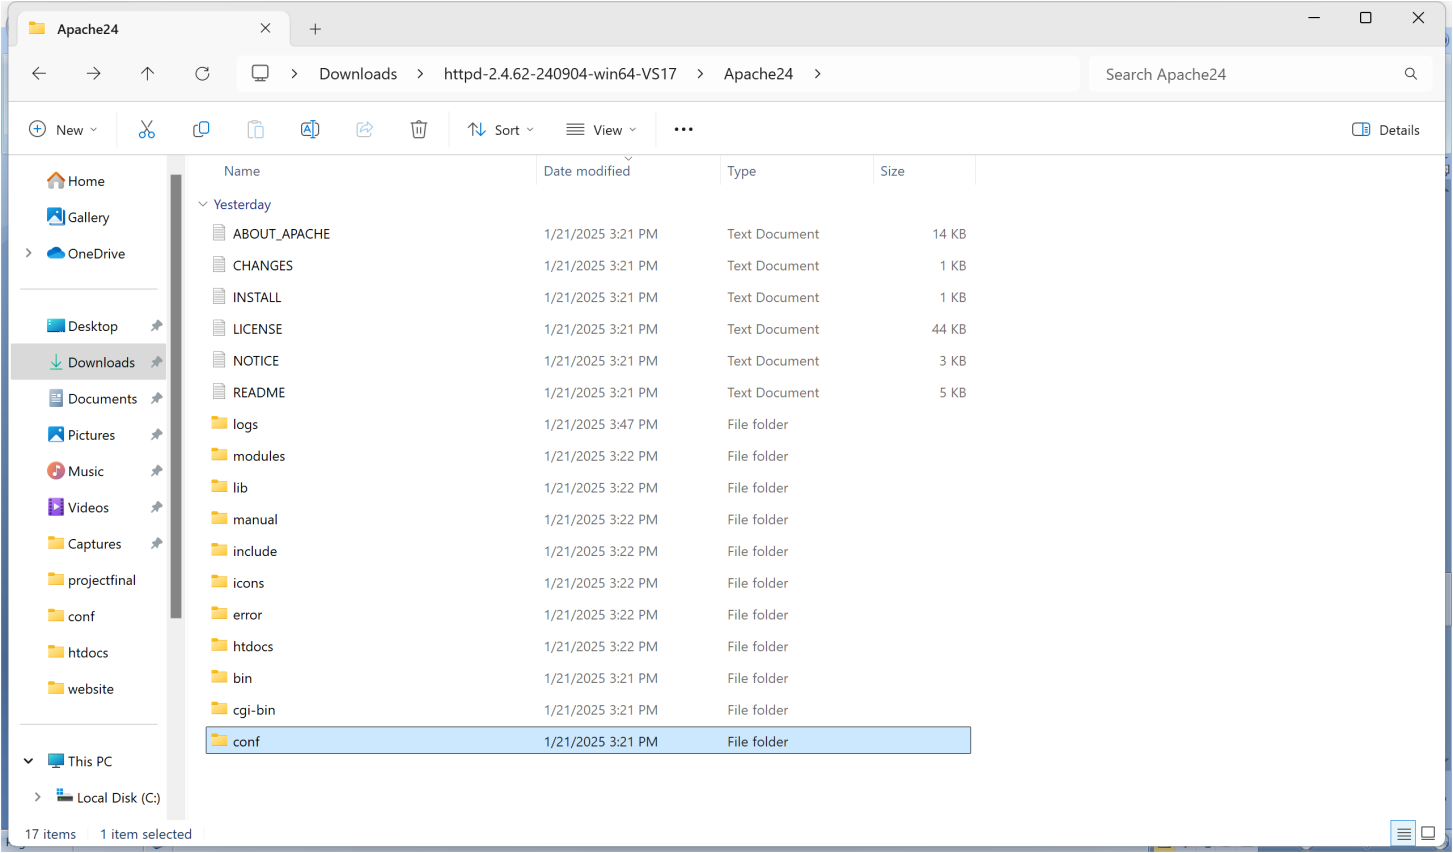 Apache24
Downloads > httpd-2.4.62-240904-win64-VS17 > Apache24 >
Search Apache24
New
Sort
View
Details
Home
Gallery
OneDrive
Desktop
Downloads
Documents
Pictures
Music
Videos
Captures
projectfinal
conf
htdocs
website
This PC
Local Disk (C:)
Name Date modified Type Size
Yesterday
ABOUT_APACHE 1/21/2025 3:21 PM Text Document 14 KB
CHANGES 1/21/2025 3:21 PM Text Document 1 KB
INSTALL 1/21/2025 3:21 PM Text Document 1 KB
LICENSE 1/21/2025 3:21 PM Text Document 44 KB
NOTICE 1/21/2025 3:21 PM Text Document 3 KB
README 1/21/2025 3:21 PM Text Document 5 KB
logs 1/21/2025 3:47 PM File folder
modules 1/21/2025 3:22 PM File folder
lib 1/21/2025 3:22 PM File folder
manual 1/21/2025 3:22 PM File folder
include 1/21/2025 3:22 PM File folder
icons 1/21/2025 3:22 PM File folder
error 1/21/2025 3:22 PM File folder
htdocs 1/21/2025 3:22 PM File folder
bin 1/21/2025 3:21 PM File folder
cgi-bin 1/21/2025 3:21 PM File folder
conf 1/21/2025 3:21 PM File folder
17 items 1 item selected